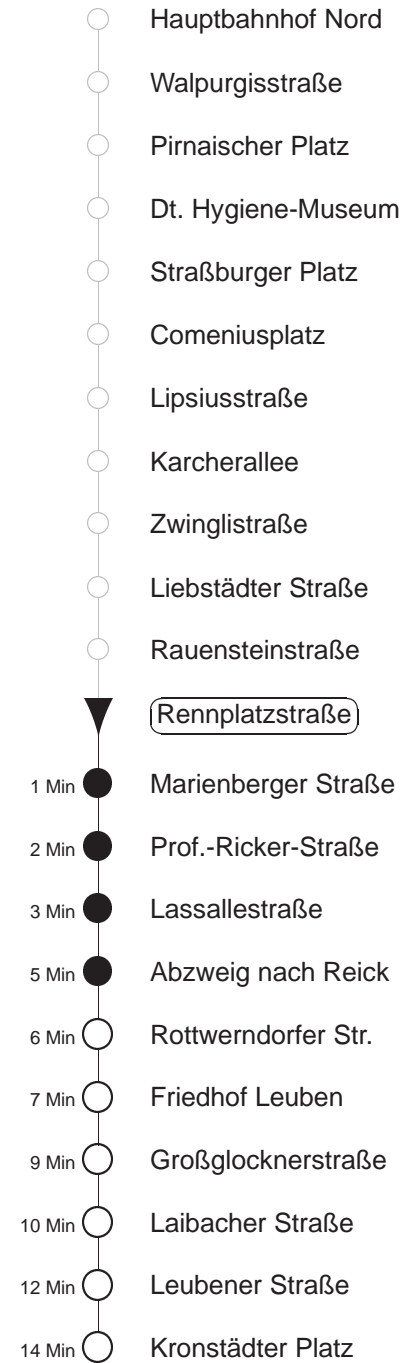 Hauptbahnhof Nord
Walpurgisstraße
Pirnaischer Platz
Dt. Hygiene-Museum
Straßburger Platz
Comeniusplatz
Lipsiusstraße
Karcherallee
Zwinglistraße
Liebstädter Straße
Rauensteinstraße
Rennplatzstraße
1 Min Marienberger Straße
2 Min Prof.-Ricker-Straße
3 Min Lassallestraße
5 Min Abzweig nach Reick
6 Min Rottwerndorfer Str.
7 Min Friedhof Leuben
9 Min Großglocknerstraße
10 Min Laibacher Straße
12 Min Leubener Straße
14 Min Kronstädter Platz